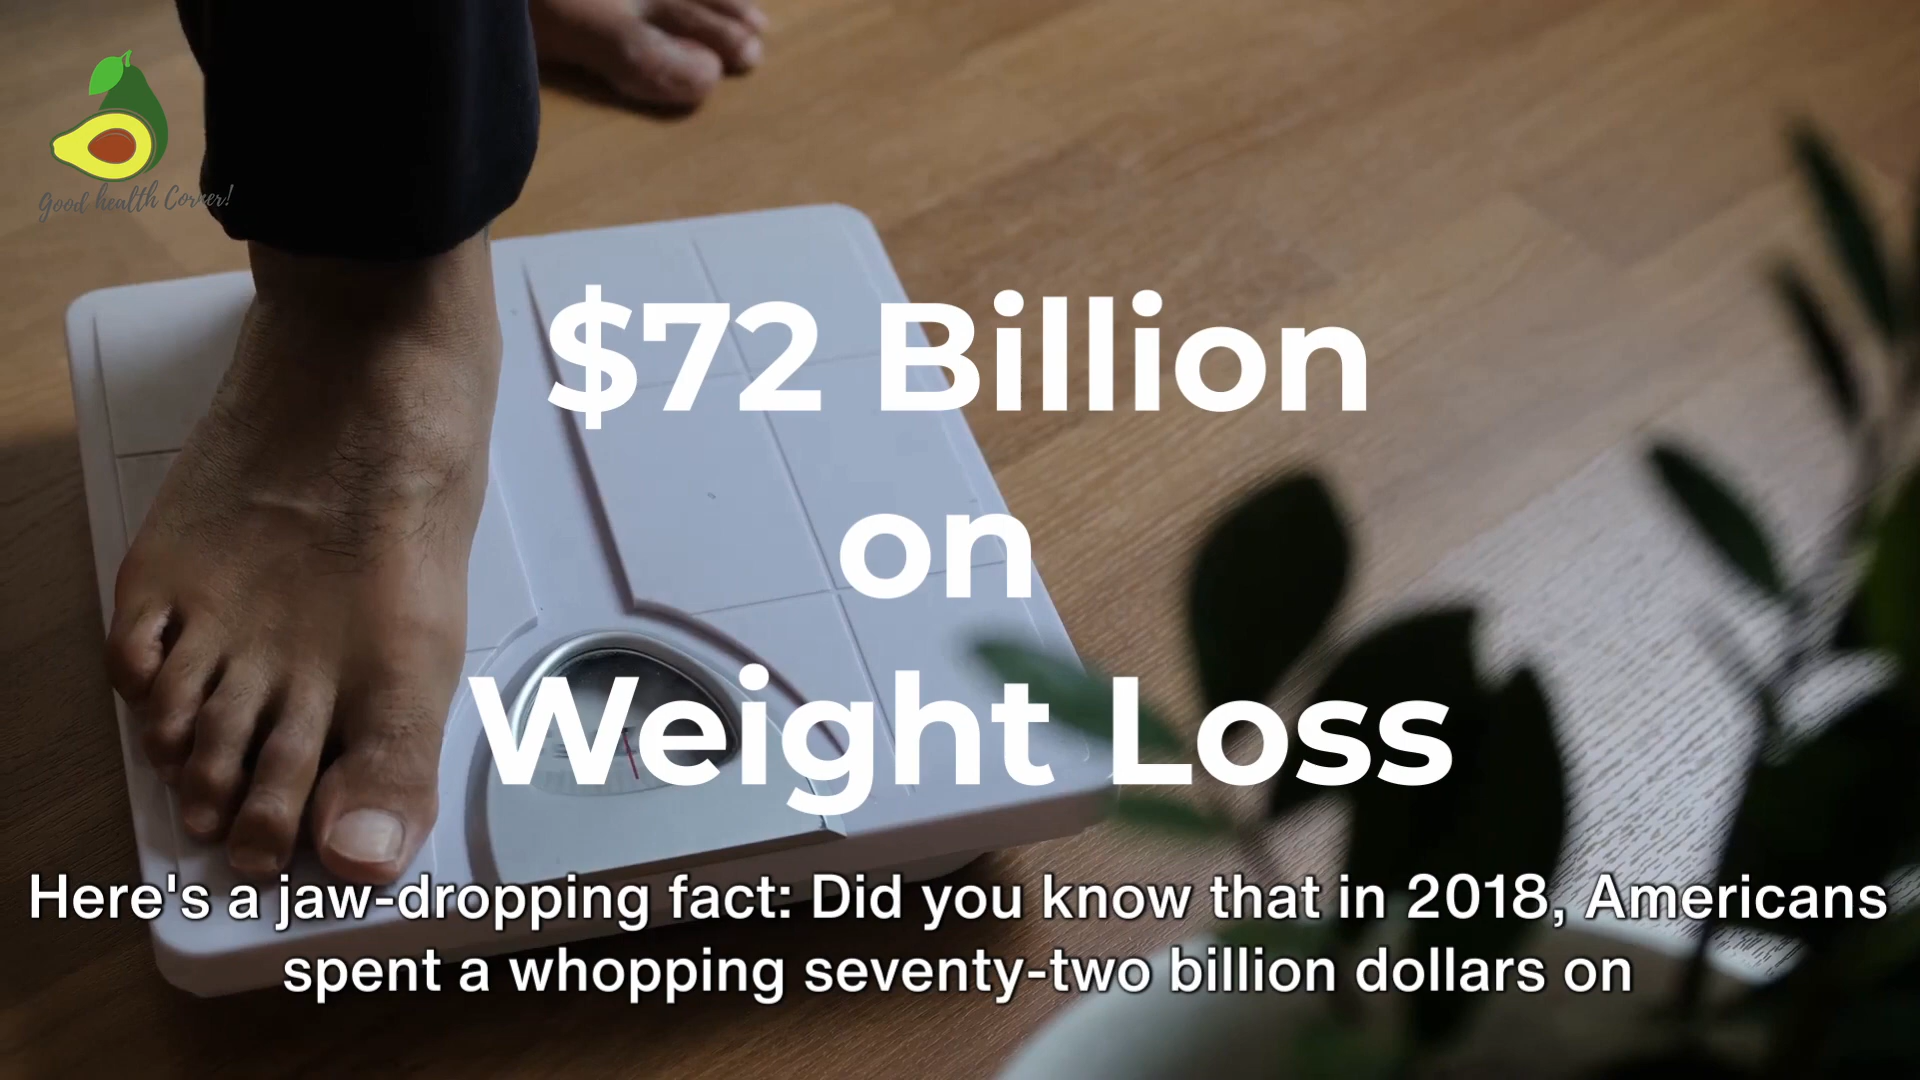 Good health Corner!
$72 Billion
on
Weight Loss
Here's a jaw-dropping fact: Did you know that in 2018, Americans
spent a whopping seventy-two billion dollars on